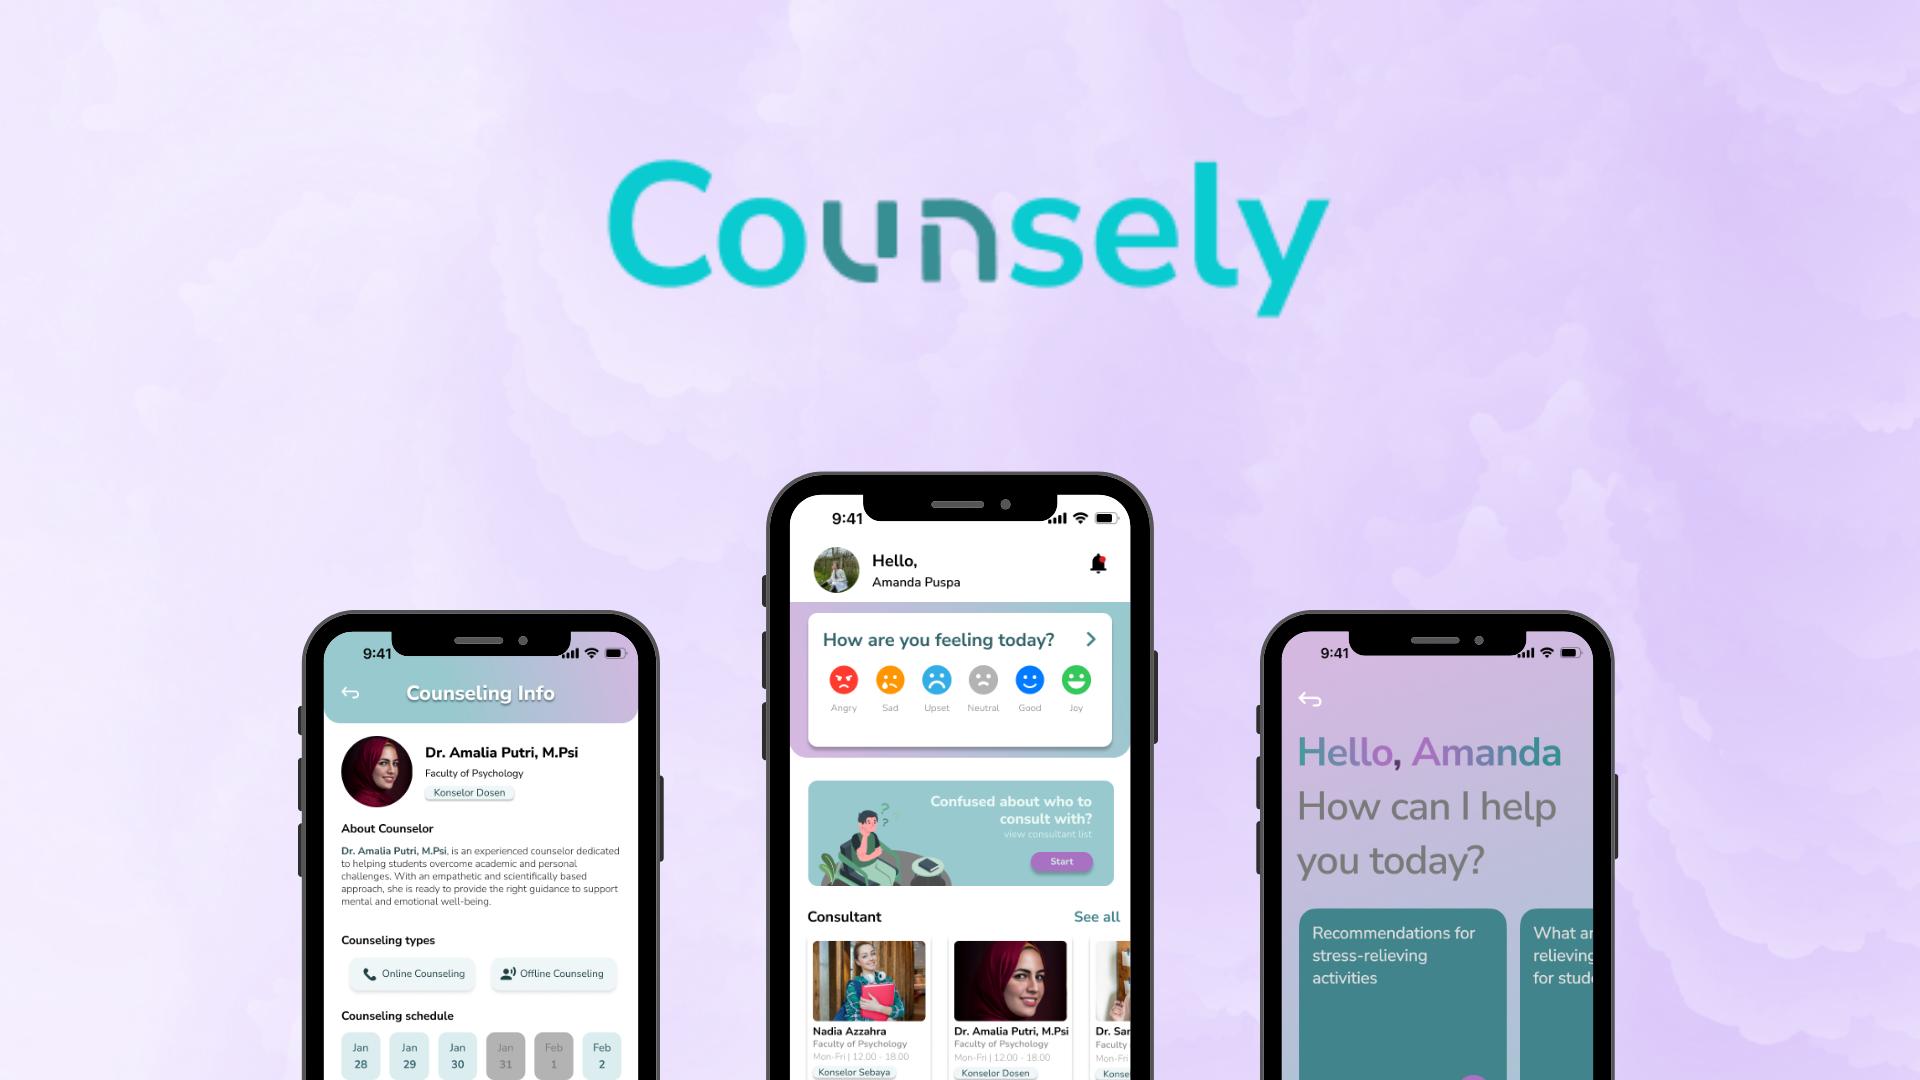 Counsely
9:41
Counseling Info
Dr. Amalia Putri, M.Psi
Faculty of Psychology
Konselor Dosen
About Counselor
Dr. Amalia Putri, M.Psi, is an experienced counselor dedicated
to helping students overcome academic and personal
challenges. With an empathetic and scientifically based
approach, she is ready to provide the right guidance to support
mental and emotional well-being.
Counseling types
Online Counseling Offline Counseling
Counseling schedule
Jan Jan Jan Jan Feb Feb
28 29 30 31 1 2
9:41
Hello,
Amanda Puspa
How are you feeling today?
Angry Sad Upset Neutral Good Joy
Confused about who to
consult with?
view consultant list
Start
Consultant See all
Nadia Azzahra
Faculty of Psychology
Mon-Fri | 12.00 - 18.00
Konselor Sebaya
Dr. Amalia Putri, M.Psi
Faculty of Psychology
Mon-Fri | 12.00 - 18.00
Konselor Dosen
Dr. Sar
Faculty
Mon-Fri
Konse
9:41
Hello, Amanda
How can I help
you today?
Recommendations for
stress-relieving
activities
What ar
relieving
for stud